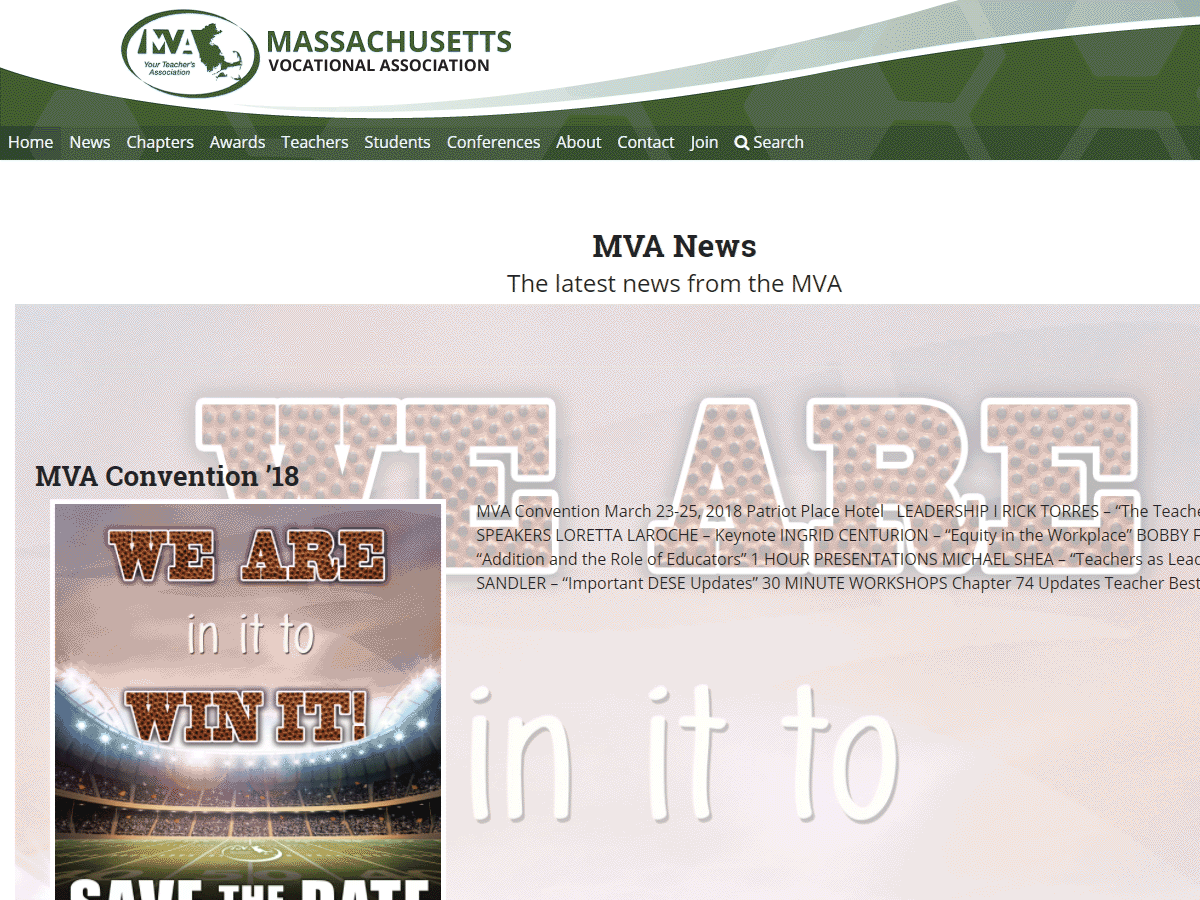 MVA
Your Teacher's
Association
MASSACHUSETTS
VOCATIONAL ASSOCIATION
Home News Chapters Awards Teachers Students Conferences About Contact Join Search
MVA News
The latest news from the MVA
WE ARE
MVA Convention '18
MVA Convention March 23-25, 2018 Patriot Place Hotel LEADERSHIP I RICK TORRES – “The Teache
SPEAKERS LORETTA LAROCHE – Keynote INGRID CENTURION – “Equity in the Workplace” BOBBY F
“Addition and the Role of Educators” 1 HOUR PRESENTATIONS MICHAEL SHEA – “Teachers as Leac
SANDLER – “Important DESE Updates” 30 MINUTE WORKSHOPS Chapter 74 Updates Teacher Best
in it to
WE ARE
in it to
WIN IT!
SAVE THE DATE